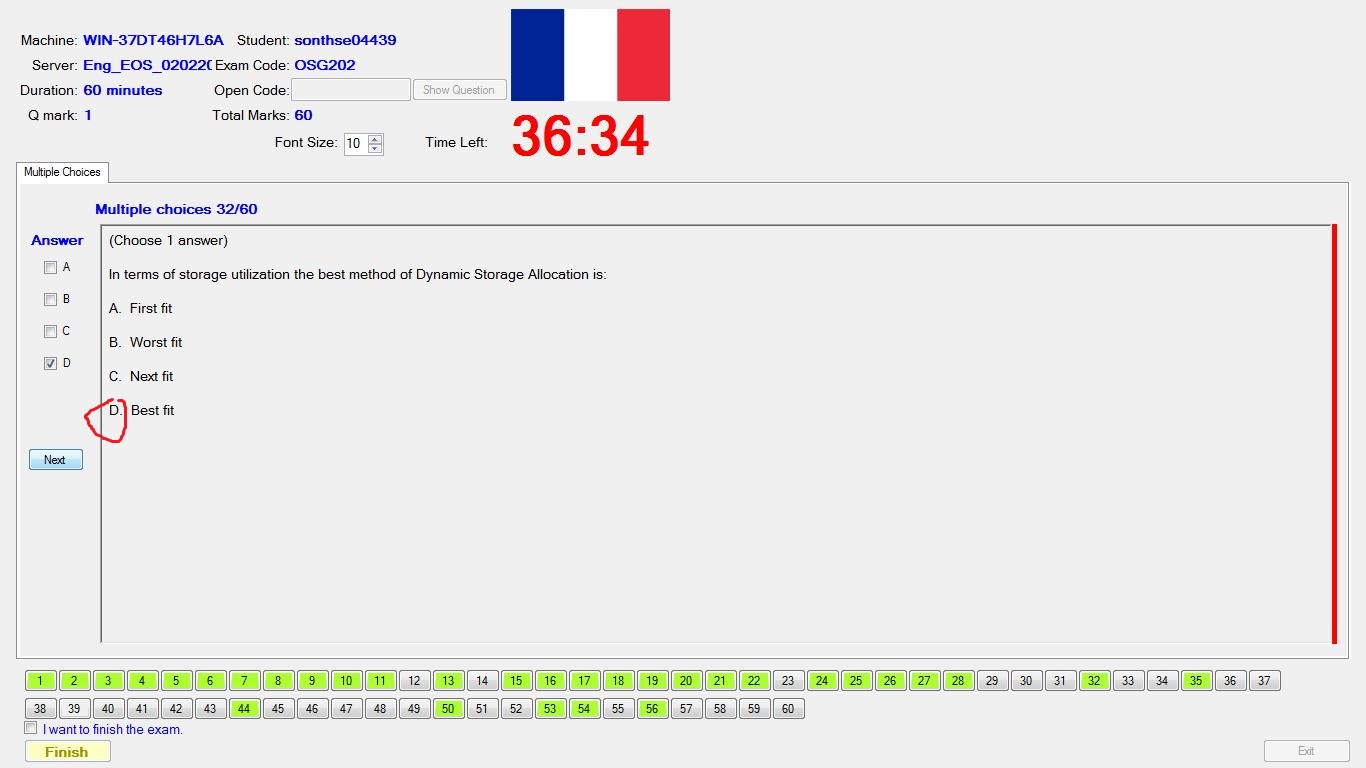 Machine: WIN-37DT46H7L6A Student: sonthse04439
Server: Eng_EOS_020220 Exam Code: OSG202
Duration: 60 minutes Open Code: Show Question
Q mark: 1 Total Marks: 60
Font Size: 10 Time Left: 36:34
Multiple Choices
Multiple choices 32/60
Answer
(Choose 1 answer)
A
In terms of storage utilization the best method of Dynamic Storage Allocation is:
B
A. First fit
C
B. Worst fit
D
C. Next fit
D. Best fit
Next
1 2 3 4 5 6 7 8 9 10 11 12 13 14 15 16 17 18 19 20 21 22 23 24 25 26 27 28 29 30 31 32 33 34 35 36 37
38 39 40 41 42 43 44 45 46 47 48 49 50 51 52 53 54 55 56 57 58 59 60
I want to finish the exam.
Finish Exit